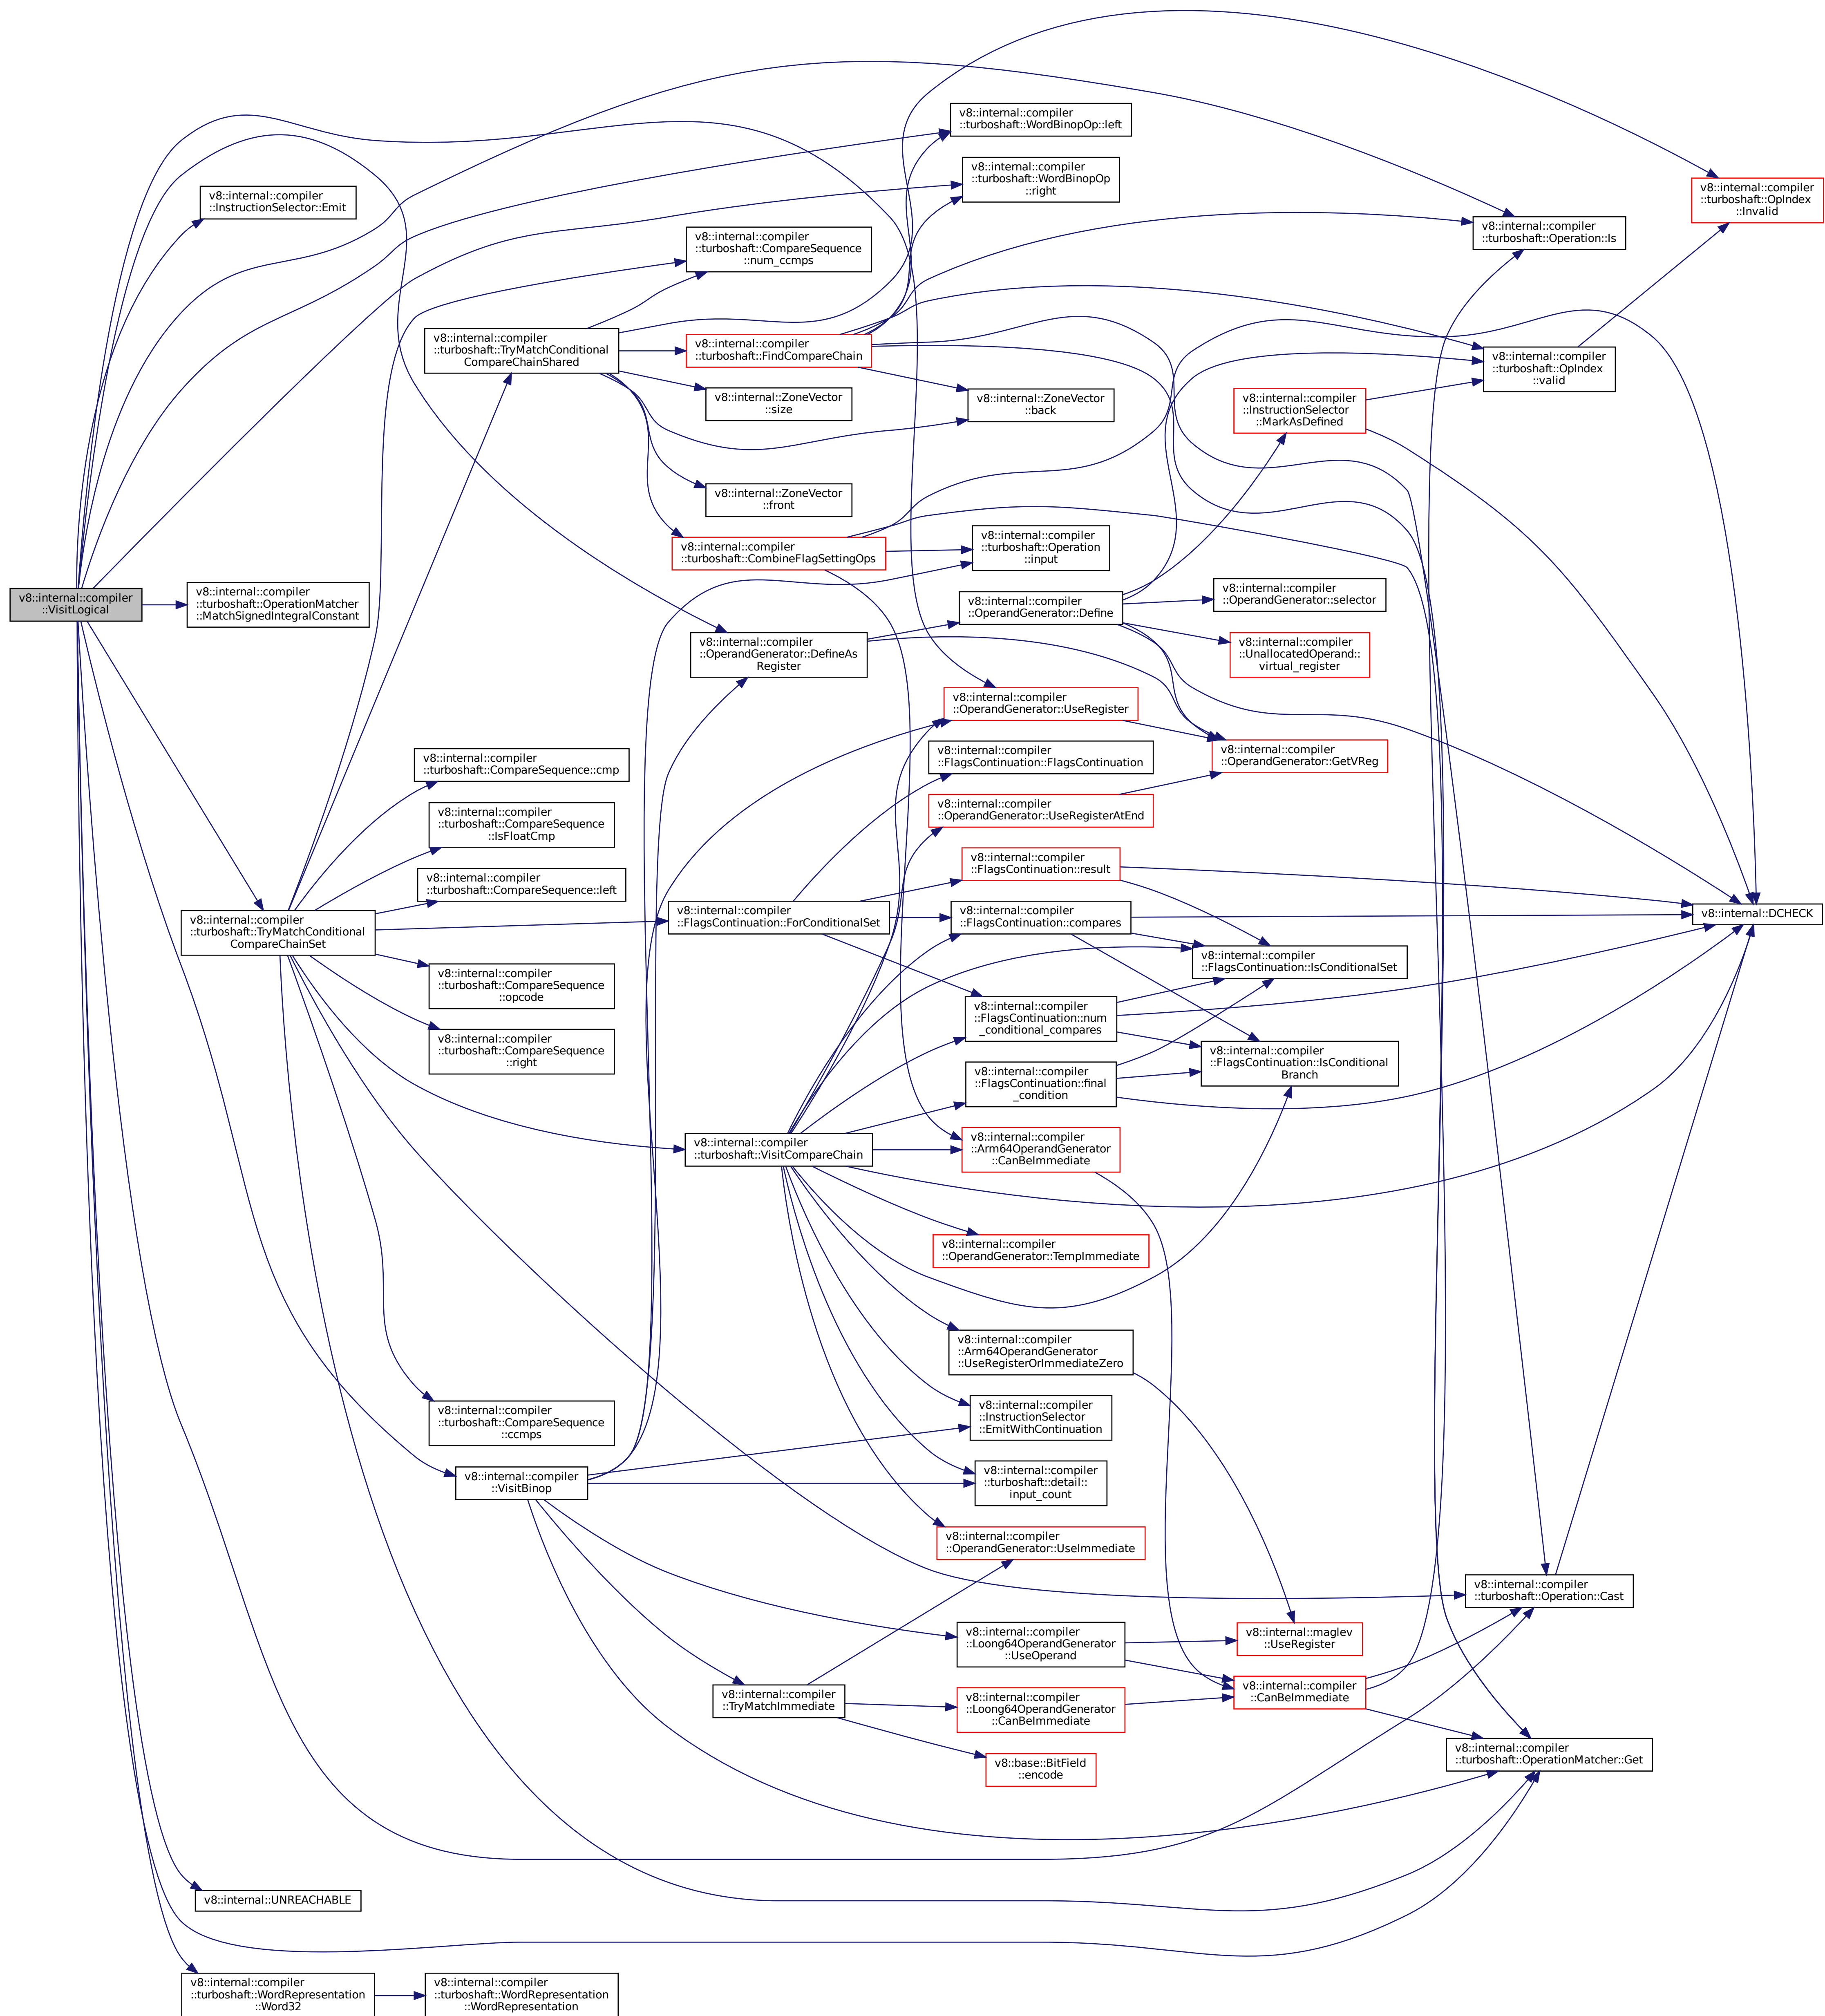 v8::internal::compiler
::VisitLogical
v8::internal::compiler
::InstructionSelector::Emit
v8::internal::compiler
::turboshaft::OperationMatcher
::MatchSignedIntegralConstant
v8::internal::compiler
::turboshaft::TryMatchConditional
CompareChainSet
v8::internal::UNREACHABLE
v8::internal::compiler
::turboshaft::WordRepresentation
::Word32
v8::internal::compiler
::turboshaft::TryMatchConditional
CompareChainShared
v8::internal::compiler
::turboshaft::CompareSequence::cmp
v8::internal::compiler
::turboshaft::CompareSequence
::IsFloatCmp
v8::internal::compiler
::turboshaft::CompareSequence::left
v8::internal::compiler
::turboshaft::CompareSequence
::opcode
v8::internal::compiler
::turboshaft::CompareSequence
::right
v8::internal::compiler
::turboshaft::CompareSequence
::ccmps
v8::internal::compiler
::VisitBinop
v8::internal::compiler
::turboshaft::WordRepresentation
::WordRepresentation
v8::internal::compiler
::turboshaft::CompareSequence
::num_ccmps
v8::internal::compiler
::turboshaft::FindCompareChain
v8::internal::ZoneVector
::size
v8::internal::ZoneVector
::front
v8::internal::compiler
::turboshaft::CombineFlagSettingOps
v8::internal::compiler
::OperandGenerator::DefineAs
Register
v8::internal::compiler
::FlagsContinuation::ForConditionalSet
v8::internal::compiler
::turboshaft::VisitCompareChain
v8::internal::compiler
::TryMatchImmediate
v8::internal::compiler
::turboshaft::WordBinopOp::left
v8::internal::compiler
::turboshaft::WordBinopOp
::right
v8::internal::ZoneVector
::back
v8::internal::compiler
::turboshaft::Operation
::input
v8::internal::compiler
::OperandGenerator::Define
v8::internal::compiler
::OperandGenerator::UseRegister
v8::internal::compiler
::FlagsContinuation::FlagsContinuation
v8::internal::compiler
::OperandGenerator::UseRegisterAtEnd
v8::internal::compiler
::FlagsContinuation::result
v8::internal::compiler
::FlagsContinuation::compares
v8::internal::compiler
::FlagsContinuation::num
_conditional_compares
v8::internal::compiler
::FlagsContinuation::final
_condition
v8::internal::compiler
::Arm64OperandGenerator
::CanBeImmediate
v8::internal::compiler
::OperandGenerator::TempImmediate
v8::internal::compiler
::Arm64OperandGenerator
::UseRegisterOrImmediateZero
v8::internal::compiler
::InstructionSelector
::EmitWithContinuation
v8::internal::compiler
::turboshaft::detail::
input_count
v8::internal::compiler
::OperandGenerator::UseImmediate
v8::internal::compiler
::Loong64OperandGenerator
::UseOperand
v8::internal::compiler
::Loong64OperandGenerator
::CanBeImmediate
v8::base::BitField
::encode
v8::internal::compiler
::InstructionSelector
::MarkAsDefined
v8::internal::compiler
::OperandGenerator::selector
v8::internal::compiler
::UnallocatedOperand::
virtual_register
v8::internal::compiler
::OperandGenerator::GetVReg
v8::internal::compiler
::FlagsContinuation::IsConditionalSet
v8::internal::compiler
::FlagsContinuation::IsConditional
Branch
v8::internal::maglev
::UseRegister
v8::internal::compiler
::CanBeImmediate
v8::internal::compiler
::turboshaft::Operation::Is
v8::internal::compiler
::turboshaft::OpIndex
::valid
v8::internal::compiler
::turboshaft::Operation::Cast
v8::internal::compiler
::turboshaft::OperationMatcher::Get
v8::internal::compiler
::turboshaft::OpIndex
::Invalid
v8::internal::DCHECK